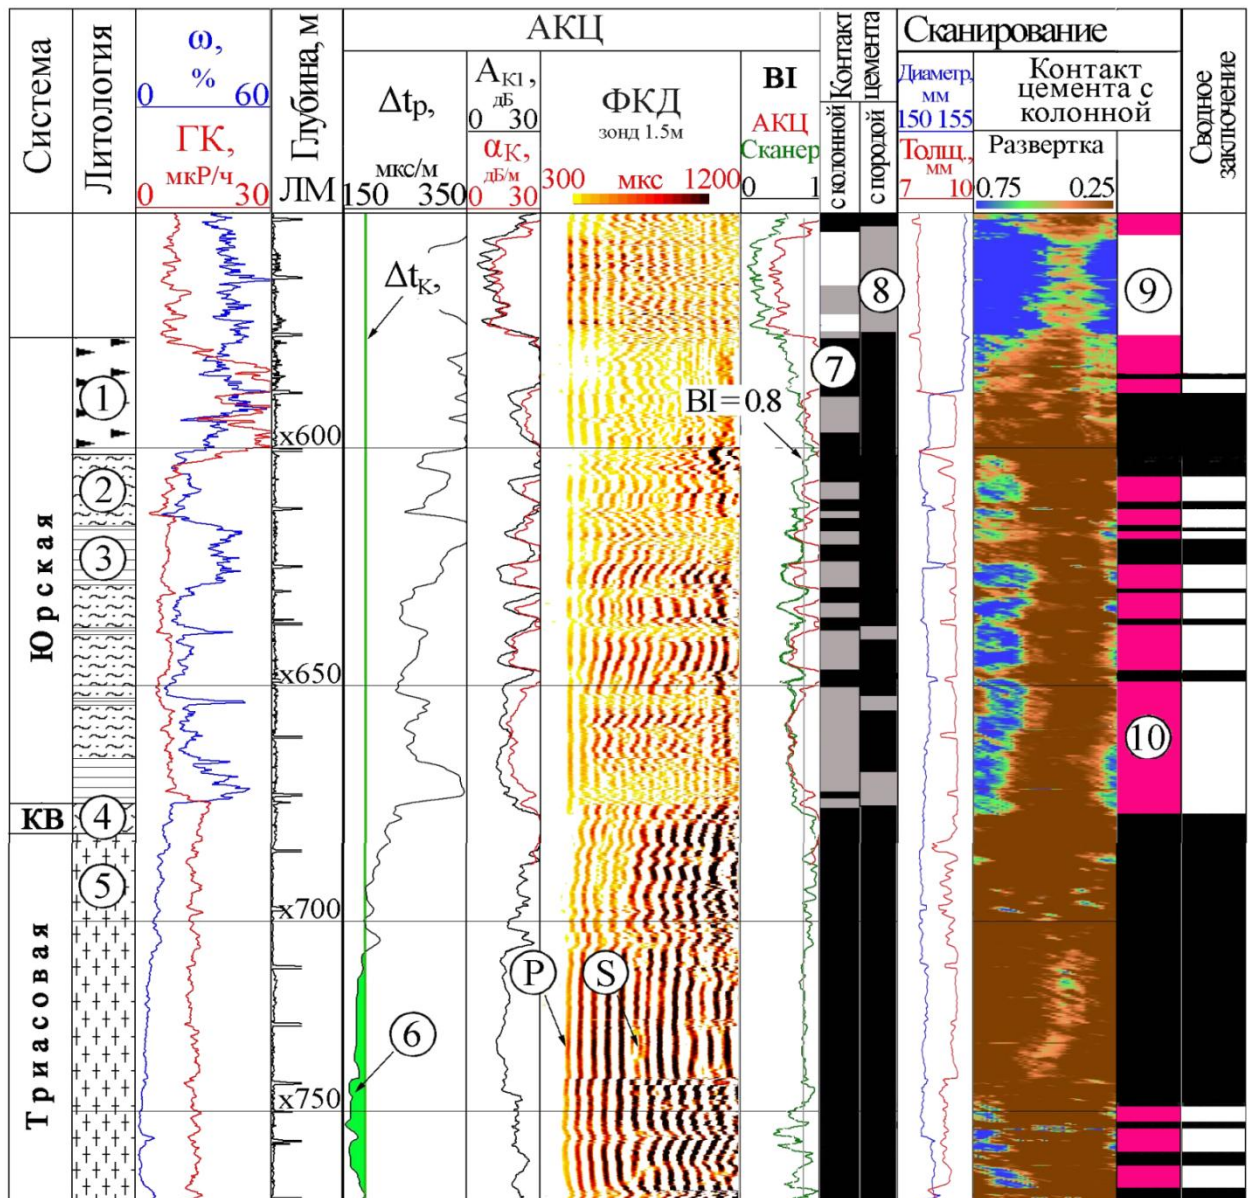 Система
Литология
ω,
%
0 60
ГК,
мкР/ч
0 30
Глубина, м
ЛМ
АКЦ
Δtр,
мкс/м
150 350
АК1,
дБ
0 30
αК,
дБ/м
0 30
ФКД
зонд 1.5м
300 мкс 1200
BI
АКЦ
Сканер
0 1
Контакт цемента
с колонной
с породой
Сканирование
Диаметр,
мм
150 155
Толщ.,
мм
7 10
Контакт
цемента с
колонной
Развертка
0.75 0.25
Сводное
заключение
ΔtК,
8
9
7
1
BI = 0.8
x600
2
3
Юрская
x650
10
КВ
4
5
x700
P
S
Триасовая
6
x750